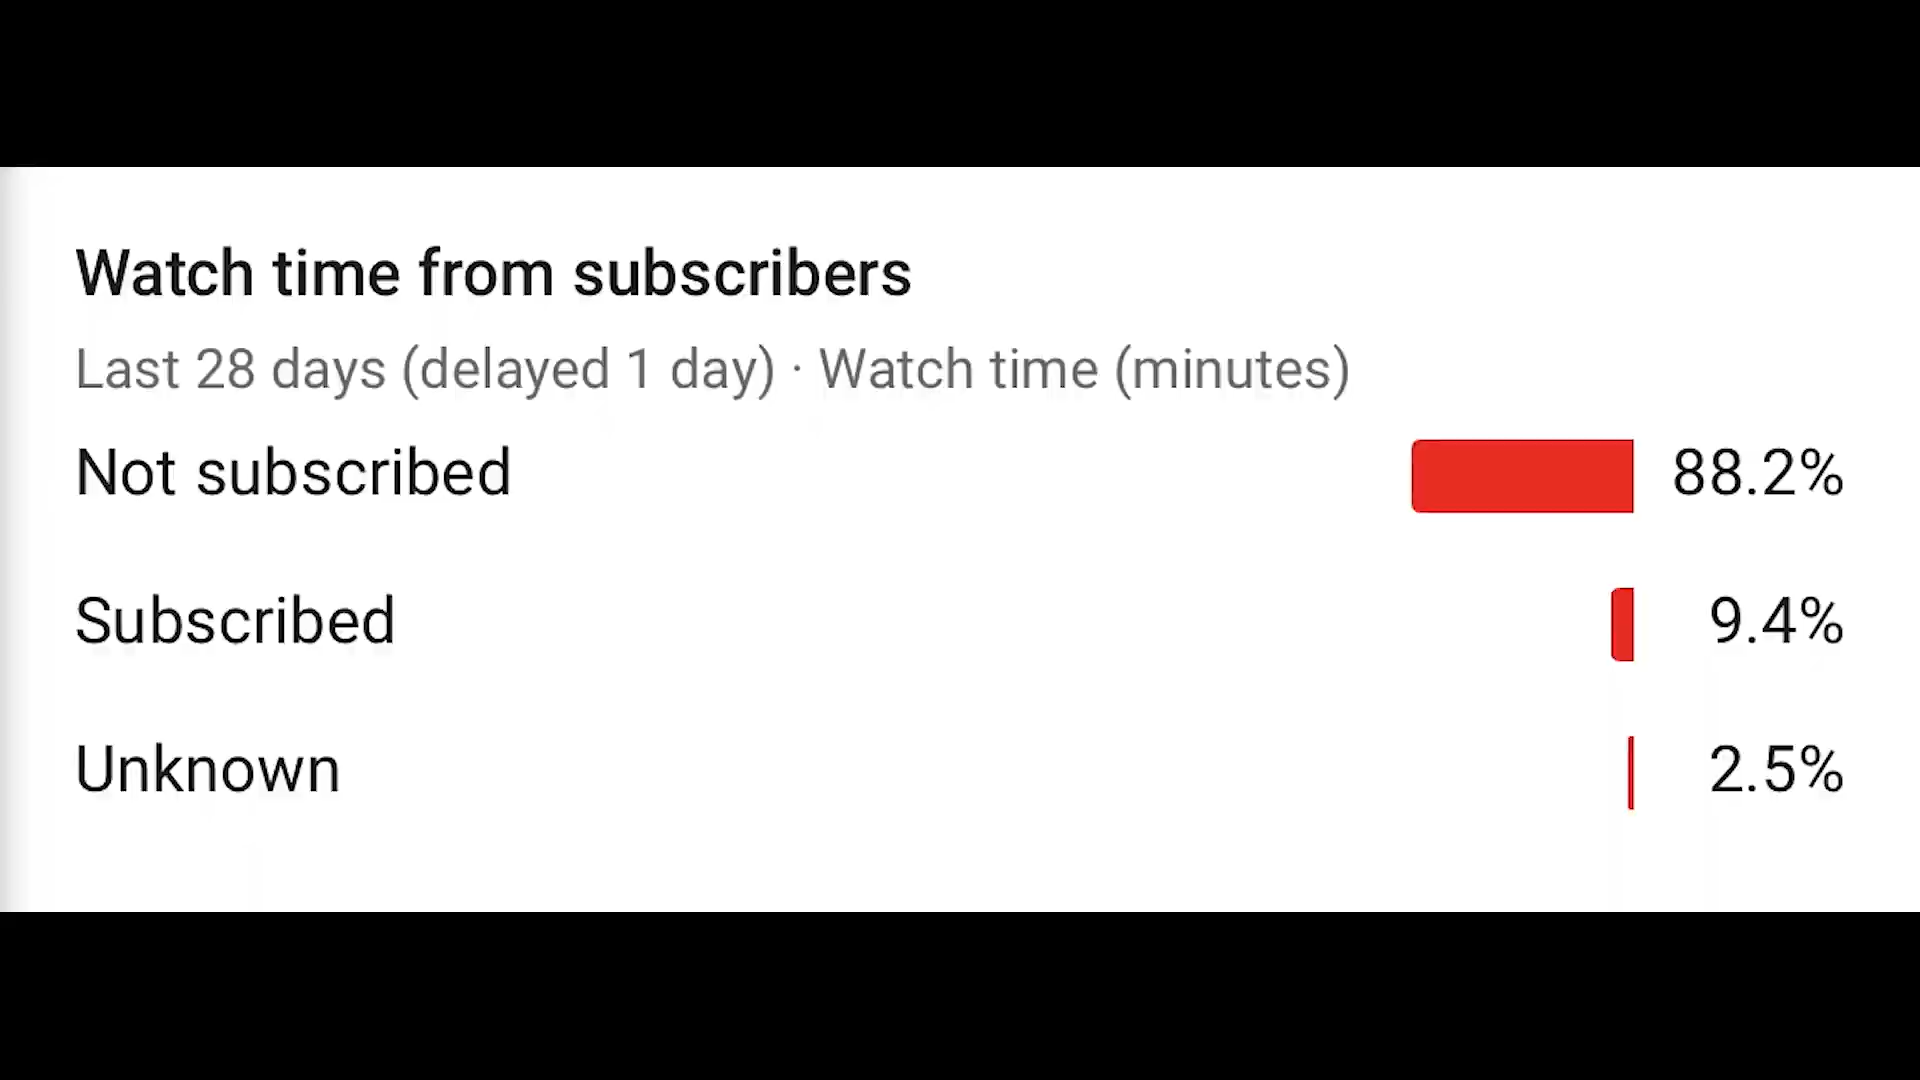 Watch time from subscribers
Last 28 days (delayed 1 day) · Watch time (minutes)
Not subscribed 88.2%
Subscribed 9.4%
Unknown 2.5%